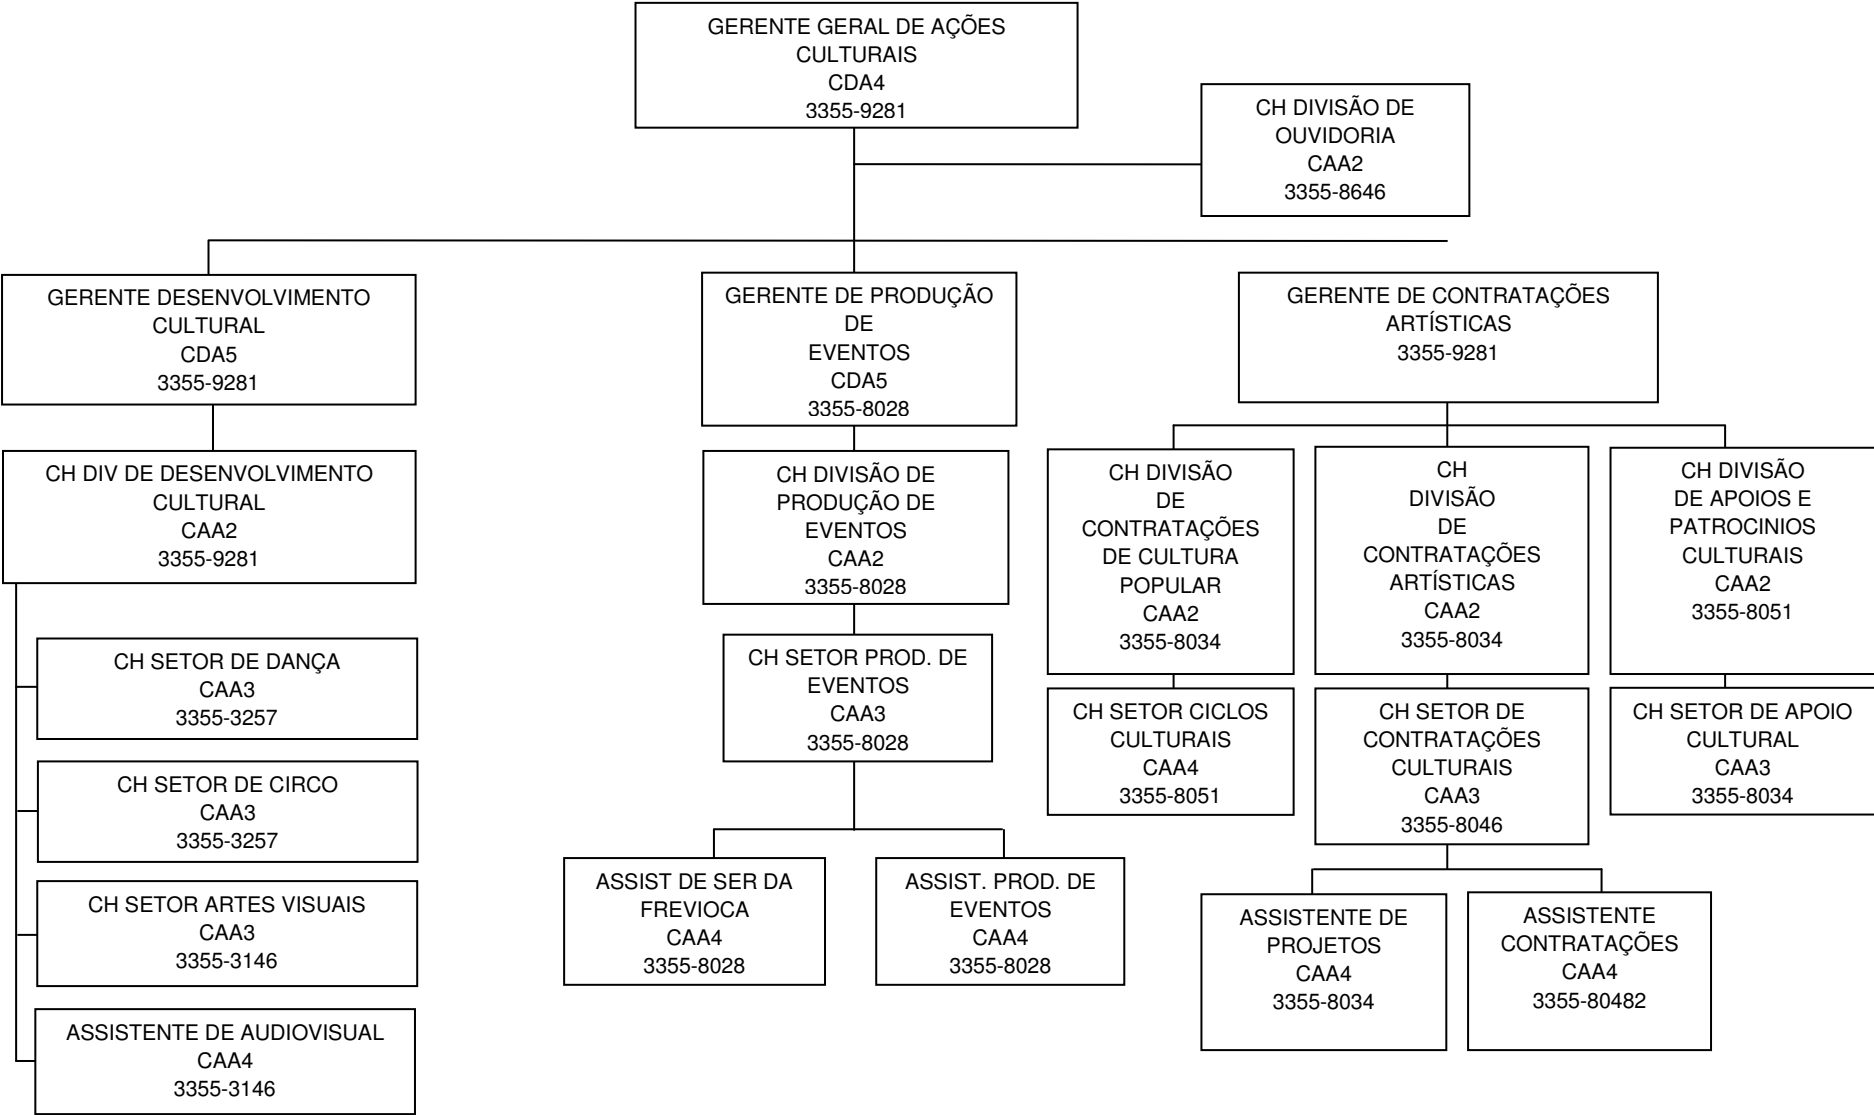 GERENTE GERAL DE AÇÕES
CULTURAIS
CDA4
3355-9281
CH DIVISÃO DE
OUVIDORIA
CAA2
3355-8646
GERENTE DESENVOLVIMENTO
CULTURAL
CDA5
3355-9281
GERENTE DE PRODUÇÃO
DE
EVENTOS
CDA5
3355-8028
GERENTE DE CONTRATAÇÕES
ARTÍSTICAS
3355-9281
CH DIV DE DESENVOLVIMENTO
CULTURAL
CAA2
3355-9281
CH DIVISÃO DE
PRODUÇÃO DE
EVENTOS
CAA2
3355-8028
CH DIVISÃO
DE
CONTRATAÇÕES
DE CULTURA
POPULAR
CAA2
3355-8034
CH
DIVISÃO
DE
CONTRATAÇÕES
ARTÍSTICAS
CAA2
3355-8034
CH DIVISÃO
DE APOIOS E
PATROCINIOS
CULTURAIS
CAA2
3355-8051
CH SETOR DE DANÇA
CAA3
3355-3257
CH SETOR PROD. DE
EVENTOS
CAA3
3355-8028
CH SETOR CICLOS
CULTURAIS
CAA4
3355-8051
CH SETOR DE
CONTRATAÇÕES
CULTURAIS
CAA3
3355-8046
CH SETOR DE APOIO
CULTURAL
CAA3
3355-8034
CH SETOR DE CIRCO
CAA3
3355-3257
CH SETOR ARTES VISUAIS
CAA3
3355-3146
ASSIST DE SER DA
FREVIOCA
CAA4
3355-8028
ASSIST. PROD. DE
EVENTOS
CAA4
3355-8028
ASSISTENTE DE
PROJETOS
CAA4
3355-8034
ASSISTENTE
CONTRATAÇÕES
CAA4
3355-80482
ASSISTENTE DE AUDIOVISUAL
CAA4
3355-3146